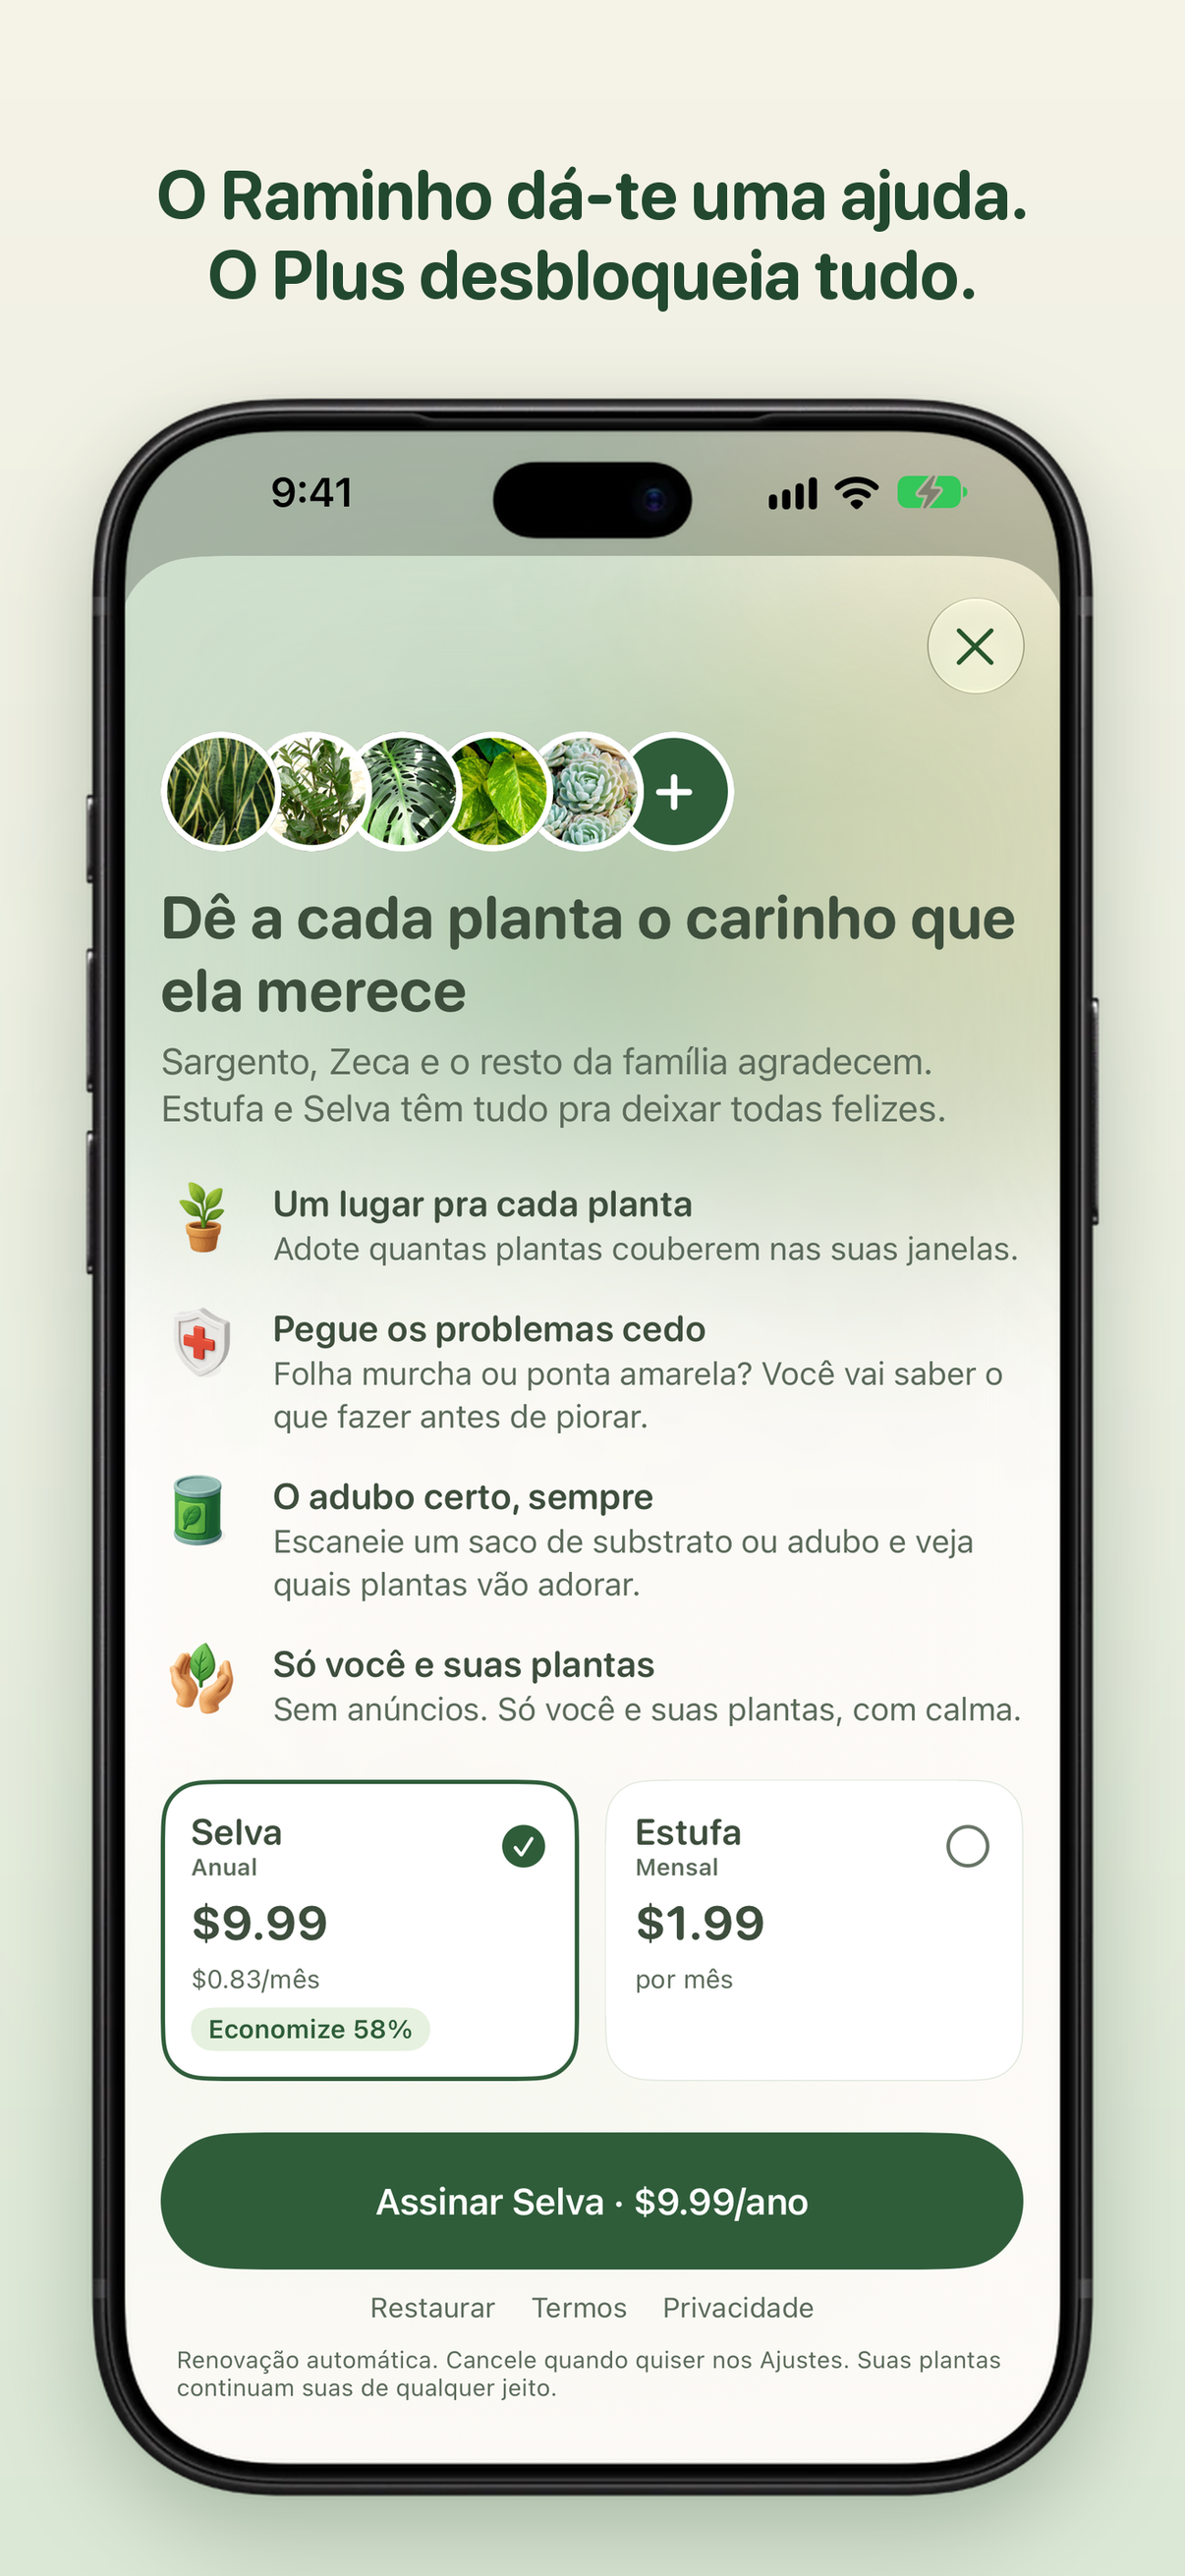 O Raminho dá-te uma ajuda.
O Plus desbloqueia tudo.
9:41
Dê a cada planta o carinho que
ela merece
Sargento, Zeca e o resto da família agradecem.
Estufa e Selva têm tudo pra deixar todas felizes.
Um lugar pra cada planta
Adote quantas plantas couberem nas suas janelas.
Pegue os problemas cedo
Folha murcha ou ponta amarela? Você vai saber o
que fazer antes de piorar.
O adubo certo, sempre
Escaneie um saco de substrato ou adubo e veja
quais plantas vão adorar.
Só você e suas plantas
Sem anúncios. Só você e suas plantas, com calma.
Selva
Anual
$9.99
$0.83/mês
Economize 58%
Estufa
Mensal
$1.99
por mês
Assinar Selva · $9.99/ano
Restaurar Termos Privacidade
Renovação automática. Cancele quando quiser nos Ajustes. Suas plantas
continuam suas de qualquer jeito.